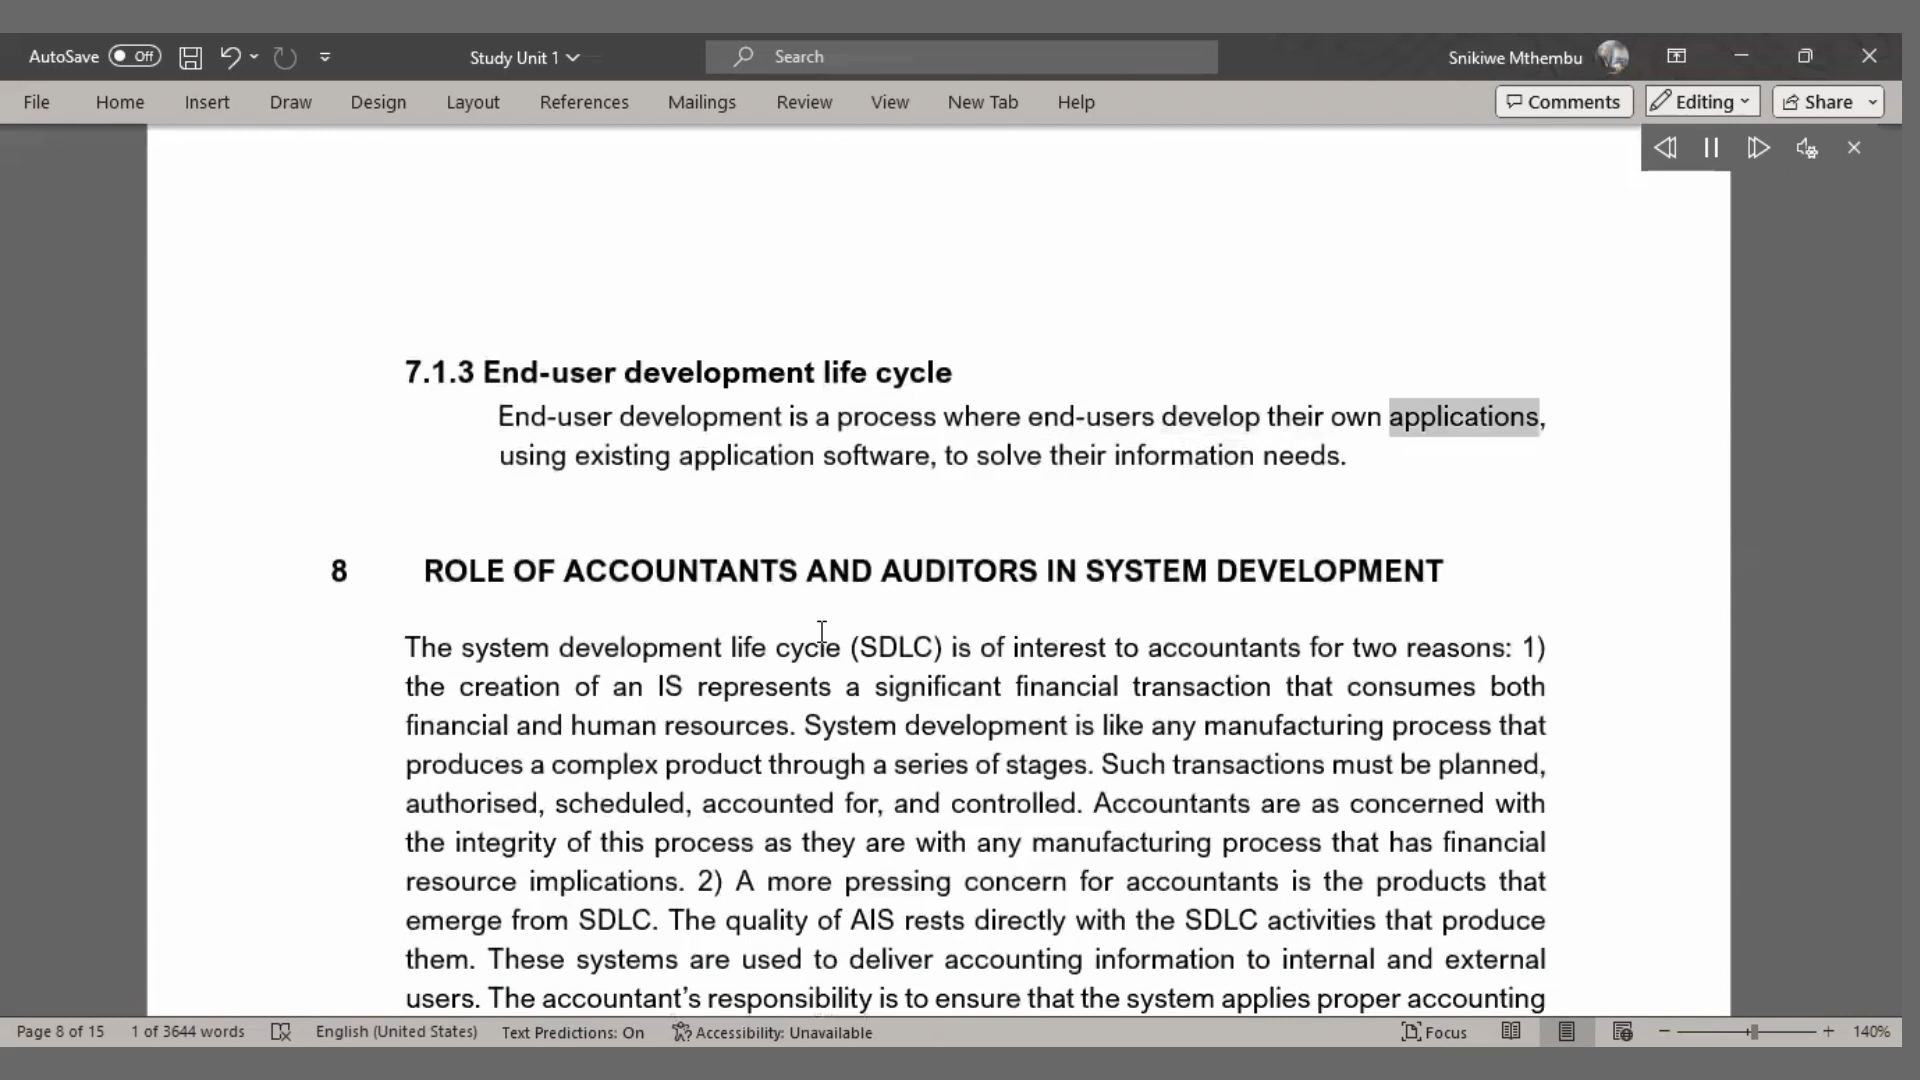 AutoSave Off Study Unit 1 Search Snikiwe Mthembu
File Home Insert Draw Design Layout References Mailings Review View New Tab Help Comments Editing Share
7.1.3 End-user development life cycle
End-user development is a process where end-users develop their own applications,
using existing application software, to solve their information needs.
8 ROLE OF ACCOUNTANTS AND AUDITORS IN SYSTEM DEVELOPMENT
The system development life cycle (SDLC) is of interest to accountants for two reasons: 1)
the creation of an IS represents a significant financial transaction that consumes both
financial and human resources. System development is like any manufacturing process that
produces a complex product through a series of stages. Such transactions must be planned,
authorised, scheduled, accounted for, and controlled. Accountants are as concerned with
the integrity of this process as they are with any manufacturing process that has financial
resource implications. 2) A more pressing concern for accountants is the products that
emerge from SDLC. The quality of AIS rests directly with the SDLC activities that produce
them. These systems are used to deliver accounting information to internal and external
users. The accountant’s responsibility is to ensure that the system applies proper accounting
Page 8 of 15 1 of 3644 words English (United States) Text Predictions: On Accessibility: Unavailable Focus 140%